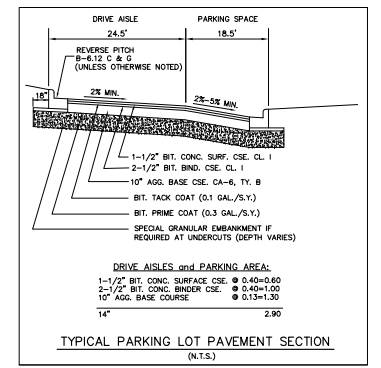 DRIVE AISLE
PARKING SPACE
24.5'
18.5'
REVERSE PITCH
B-6.12 C & G
(UNLESS OTHERWISE NOTED)
18"
2% MIN.
2%-5% MIN.
1-1/2" BIT. CONC. SURF. CSE. CL. I
2-1/2" BIT. BIND. CSE. CL. I
10" AGG. BASE CSE. CA-6, TY. B
BIT. TACK COAT (0.1 GAL./S.Y.)
BIT. PRIME COAT (0.3 GAL./S.Y.)
SPECIAL GRANULAR EMBANKMENT IF
REQUIRED AT UNDERCUTS (DEPTH VARIES)
DRIVE AISLES and PARKING AREA:
1-1/2" BIT. CONC. SURFACE CSE. @ 0.40=0.60
2-1/2" BIT. CONC. BINDER CSE. @ 0.40=1.00
10" AGG. BASE COURSE @ 0.13=1.30
14" 2.90
TYPICAL PARKING LOT PAVEMENT SECTION
(N.T.S.)